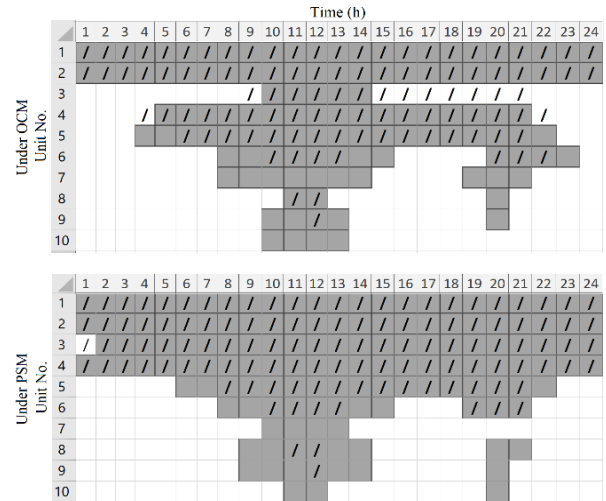 Time (h)
1 2 3 4 5 6 7 8 9 10 11 12 13 14 15 16 17 18 19 20 21 22 23 24
Under OCM
Unit No.
1 / / / / / / / / / / / / / / / / / / / / / / / /
2 / / / / / / / / / / / / / / / / / / / / / / / /
3 / / / / / / / / / / / / /
4 / / / / / / / / / / / / / / / / / / /
5 / / / / / / / / / / / / / / / /
6 / / / / / / /
7
8 / /
9 /
10
1 2 3 4 5 6 7 8 9 10 11 12 13 14 15 16 17 18 19 20 21 22 23 24
Under PSM
Unit No.
1 / / / / / / / / / / / / / / / / / / / / / / / /
2 / / / / / / / / / / / / / / / / / / / / / / / /
3 / / / / / / / / / / / / / / / / / / / / / / / /
4 / / / / / / / / / / / / / / / / / / / / / / / /
5 / / / / / / / / / / / / / /
6 / / / / / / /
7
8 / /
9 /
10